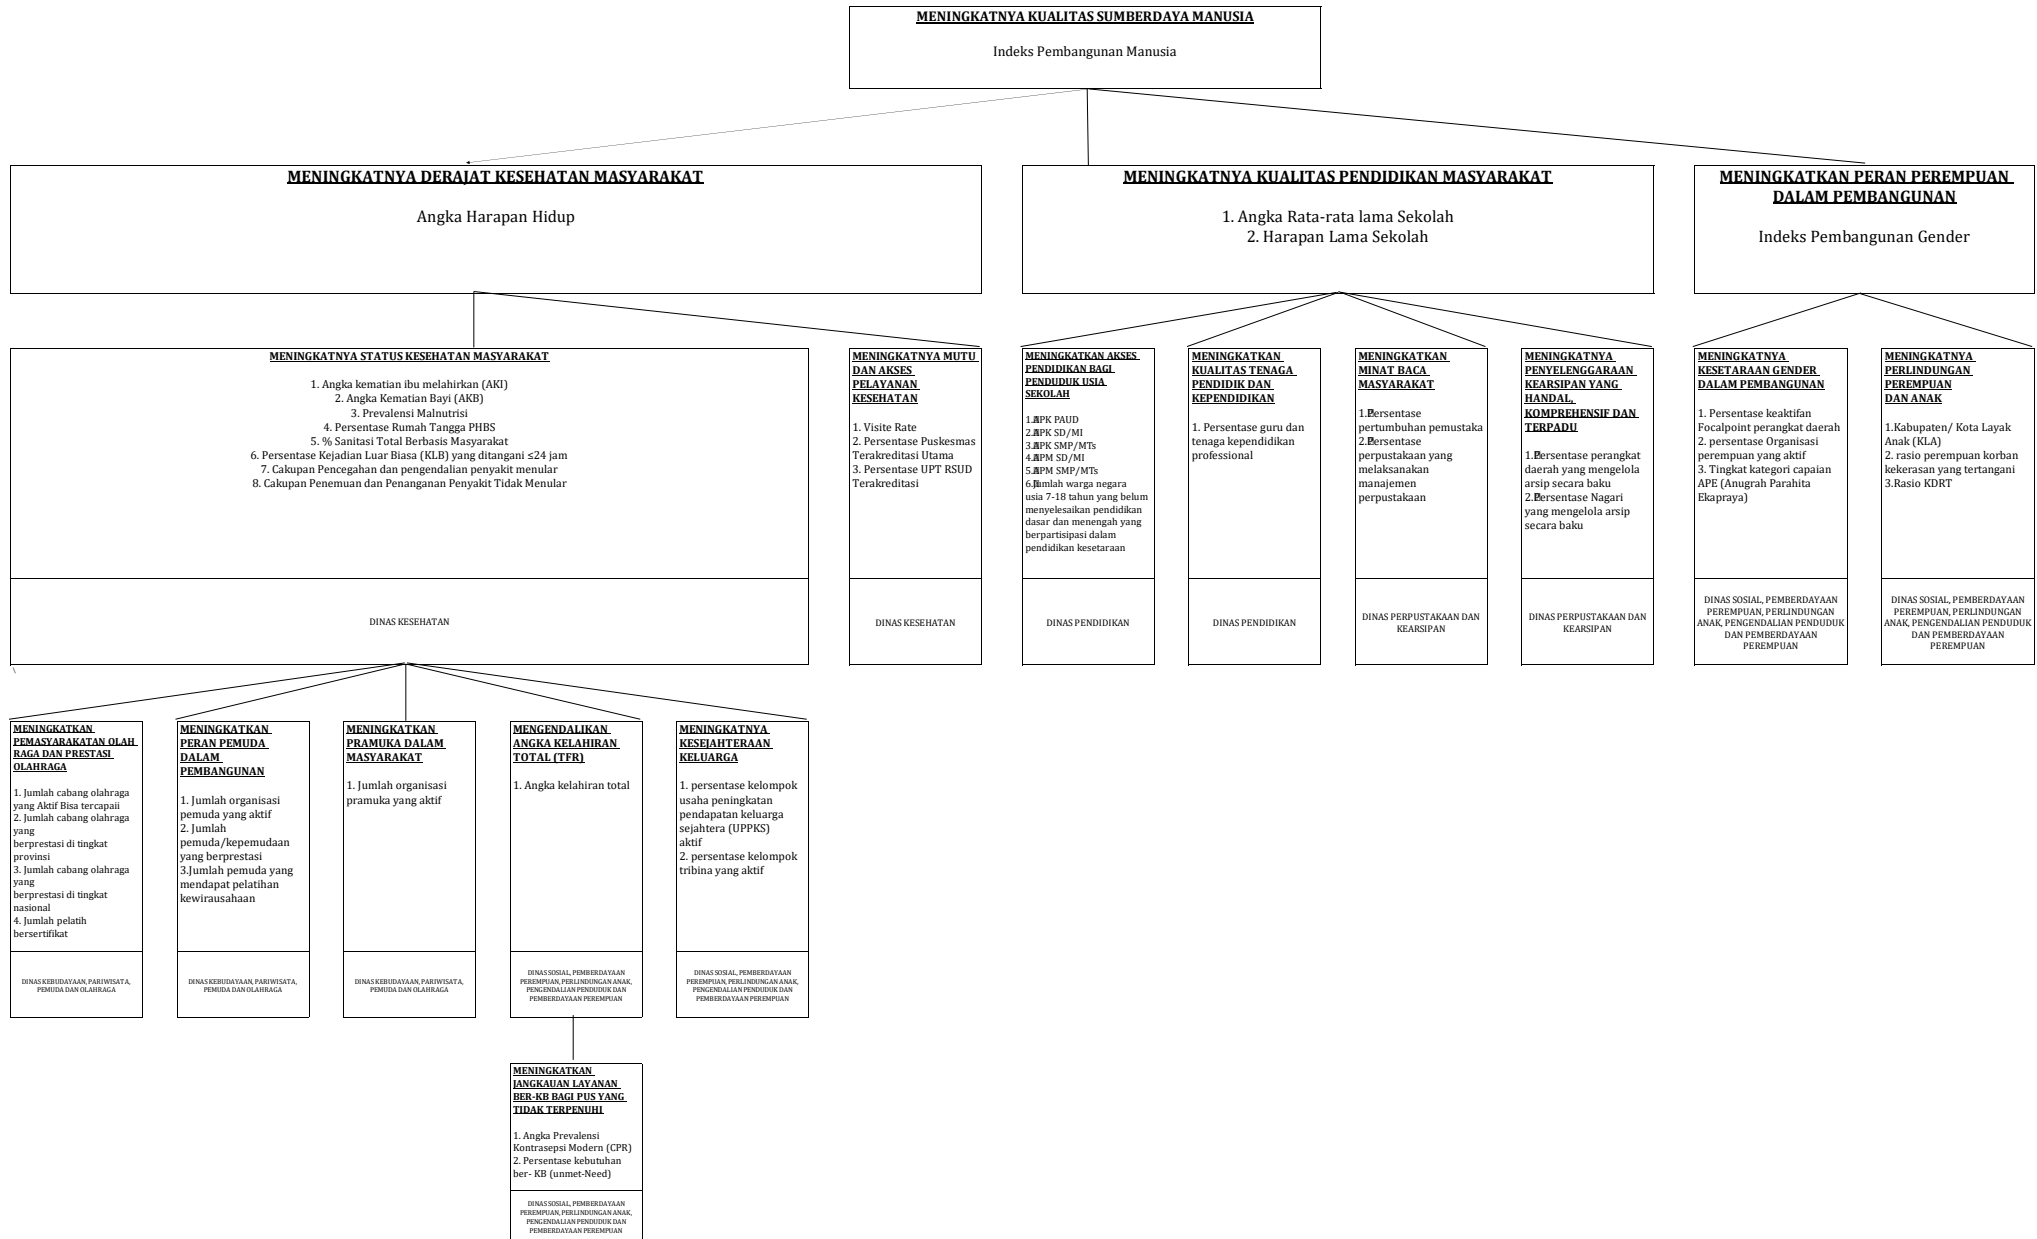 MENINGKATNYA KUALITAS SUMBERDAYA MANUSIA
Indeks Pembangunan Manusia
MENINGKATNYA DERAJAT KESEHATAN MASYARAKAT
Angka Harapan Hidup
MENINGKATNYA KUALITAS PENDIDIKAN MASYARAKAT
1. Angka Rata-rata lama Sekolah
2. Harapan Lama Sekolah
MENINGKATKAN PERAN PEREMPUAN
DALAM PEMBANGUNAN
Indeks Pembangunan Gender
MENINGKATNYA STATUS KESEHATAN MASYARAKAT
1. Angka kematian ibu melahirkan (AKI)
2. Angka Kematian Bayi (AKB)
3. Prevalensi Malnutrisi
4. Persentase Rumah Tangga PHBS
5. % Sanitasi Total Berbasis Masyarakat
6. Persentase Kejadian Luar Biasa (KLB) yang ditangani ≤24 jam
7. Cakupan Pencegahan dan pengendalian penyakit menular
8. Cakupan Penemuan dan Penanganan Penyakit Tidak Menular
DINAS KESEHATAN
MENINGKATNYA MUTU
DAN AKSES
PELAYANAN
KESEHATAN
1. Visite Rate
2. Persentase Puskesmas
Terakreditasi Utama
3. Persentase UPT RSUD
Terakreditasi
DINAS KESEHATAN
MENINGKATKAN AKSES
PENDIDIKAN BAGI
PENDUDUK USIA
SEKOLAH
1. APK PAUD
2. APK SD/MI
3. APK SMP/MTs
4. APM SD/MI
5. APM SMP/MTs
6. Jumlah warga negara
usia 7-18 tahun yang belum
menyelesaikan pendidikan
dasar dan menengah yang
berpartisipasi dalam
pendidikan kesetaraan
DINAS PENDIDIKAN
MENINGKATKAN
KUALITAS TENAGA
PENDIDIK DAN
KEPENDIDIKAN
1. Persentase guru dan
tenaga kependidikan
professional
DINAS PENDIDIKAN
MENINGKATKAN
MINAT BACA
MASYARAKAT
1. Persentase
pertumbuhan pemustaka
2. Persentase
perpustakaan yang
melaksanakan
manajemen
perpustakaan
DINAS PERPUSTAKAAN DAN
KEARSIPAN
MENINGKATNYA
PENYELENGGARAAN
KEARSIPAN YANG
HANDAL,
KOMPREHENSIF DAN
TERPADU
1. Persentase perangkat
daerah yang mengelola
arsip secara baku
2. Persentase Nagari
yang mengelola arsip
secara baku
DINAS PERPUSTAKAAN DAN
KEARSIPAN
MENINGKATNYA
KESETARAAN GENDER
DALAM PEMBANGUNAN
1. Persentase keaktifan
Focalpoint perangkat daerah
2. persentase Organisasi
perempuan yang aktif
3. Tingkat kategori capaian
APE (Anugrah Parahita
Ekapraya)
DINAS SOSIAL, PEMBERDAYAAN
PEREMPUAN, PERLINDUNGAN
ANAK, PENGENDALIAN PENDUDUK
DAN PEMBERDAYAAN
PEREMPUAN
MENINGKATNYA
PERLINDUNGAN
PEREMPUAN
DAN ANAK
1.Kabupaten/ Kota Layak
Anak (KLA)
2. rasio perempuan korban
kekerasan yang tertangani
3.Rasio KDRT
DINAS SOSIAL, PEMBERDAYAAN
PEREMPUAN, PERLINDUNGAN
ANAK, PENGENDALIAN PENDUDUK
DAN PEMBERDAYAAN
PEREMPUAN
\
MENINGKATKAN
PEMASYARAKATAN OLAH
RAGA DAN PRESTASI
OLAHRAGA
1. Jumlah cabang olahraga
yang Aktif Bisa tercapaii
2. Jumlah cabang olahraga
yang
berprestasi di tingkat
provinsi
3. Jumlah cabang olahraga
yang
berprestasi di tingkat
nasional
4. Jumlah pelatih
bersertifikat
DINAS KEBUDAYAAN, PARIWISATA,
PEMUDA DAN OLAHRAGA
MENINGKATKAN
PERAN PEMUDA
DALAM
PEMBANGUNAN
1. Jumlah organisasi
pemuda yang aktif
2. Jumlah
pemuda/kepemudaan
yang berprestasi
3.Jumlah pemuda yang
mendapat pelatihan
kewirausahaan
DINAS KEBUDAYAAN, PARIWISATA,
PEMUDA DAN OLAHRAGA
MENINGKATKAN
PRAMUKA DALAM
MASYARAKAT
1. Jumlah organisasi
pramuka yang aktif
DINAS KEBUDAYAAN, PARIWISATA,
PEMUDA DAN OLAHRAGA
MENGENDALIKAN
ANGKA KELAHIRAN
TOTAL (TFR)
1. Angka kelahiran total
DINAS SOSIAL, PEMBERDAYAAN
PEREMPUAN, PERLINDUNGAN ANAK,
PENGENDALIAN PENDUDUK DAN
PEMBERDAYAAN PEREMPUAN
MENINGKATNYA
KESEJAHTERAAN
KELUARGA
1. persentase kelompok
usaha peningkatan
pendapatan keluarga
sejahtera (UPPKS)
aktif
2. persentase kelompok
tribina yang aktif
DINAS SOSIAL, PEMBERDAYAAN
PEREMPUAN, PERLINDUNGAN ANAK,
PENGENDALIAN PENDUDUK DAN
PEMBERDAYAAN PEREMPUAN
MENINGKATKAN
JANGKAUAN LAYANAN
BER-KB BAGI PUS YANG
TIDAK TERPENUHI
1. Angka Prevalensi
Kontrasepsi Modern (CPR)
2. Persentase kebutuhan
ber- KB (unmet-Need)
DINAS SOSIAL, PEMBERDAYAAN
PEREMPUAN, PERLINDUNGAN ANAK,
PENGENDALIAN PENDUDUK DAN
PEMBERDAYAAN PEREMPUAN